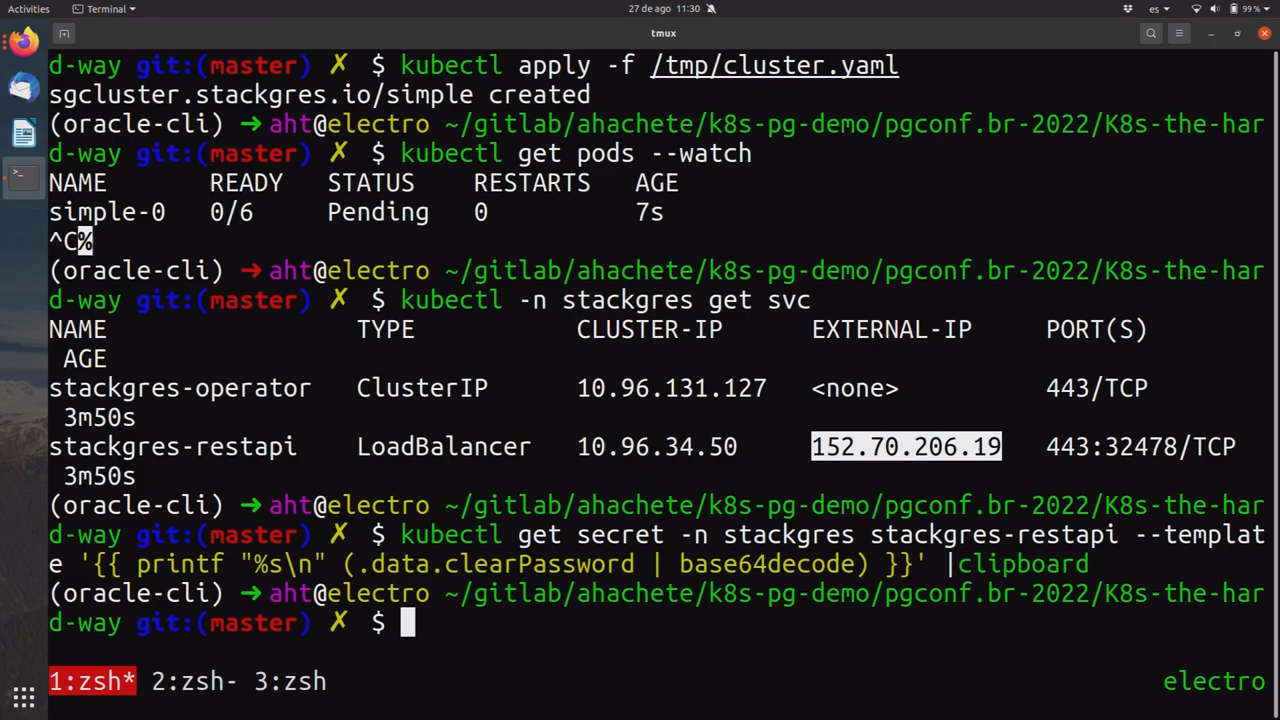 Activities
Terminal
27 de ago 11:30
es
99 %
tmux
d-way git:(master) ✗ $ kubectl apply -f /tmp/cluster.yaml
sgcluster.stackgres.io/simple created
(oracle-cli) ➜ aht@electro ~/gitlab/ahachete/k8s-pg-demo/pgconf.br-2022/K8s-the-har
d-way git:(master) ✗ $ kubectl get pods --watch
NAME READY STATUS RESTARTS AGE
simple-0 0/6 Pending 0 7s
^C%
(oracle-cli) ➜ aht@electro ~/gitlab/ahachete/k8s-pg-demo/pgconf.br-2022/K8s-the-har
d-way git:(master) ✗ $ kubectl -n stackgres get svc
NAME TYPE CLUSTER-IP EXTERNAL-IP PORT(S)
AGE
stackgres-operator ClusterIP 10.96.131.127 <none> 443/TCP
3m50s
stackgres-restapi LoadBalancer 10.96.34.50 152.70.206.19 443:32478/TCP
3m50s
(oracle-cli) ➜ aht@electro ~/gitlab/ahachete/k8s-pg-demo/pgconf.br-2022/K8s-the-har
d-way git:(master) ✗ $ kubectl get secret -n stackgres stackgres-restapi --templat
e '{{ printf "%s\n" (.data.clearPassword | base64decode) }}' |clipboard
(oracle-cli) ➜ aht@electro ~/gitlab/ahachete/k8s-pg-demo/pgconf.br-2022/K8s-the-har
d-way git:(master) ✗ $
1:zsh* 2:zsh- 3:zsh electro